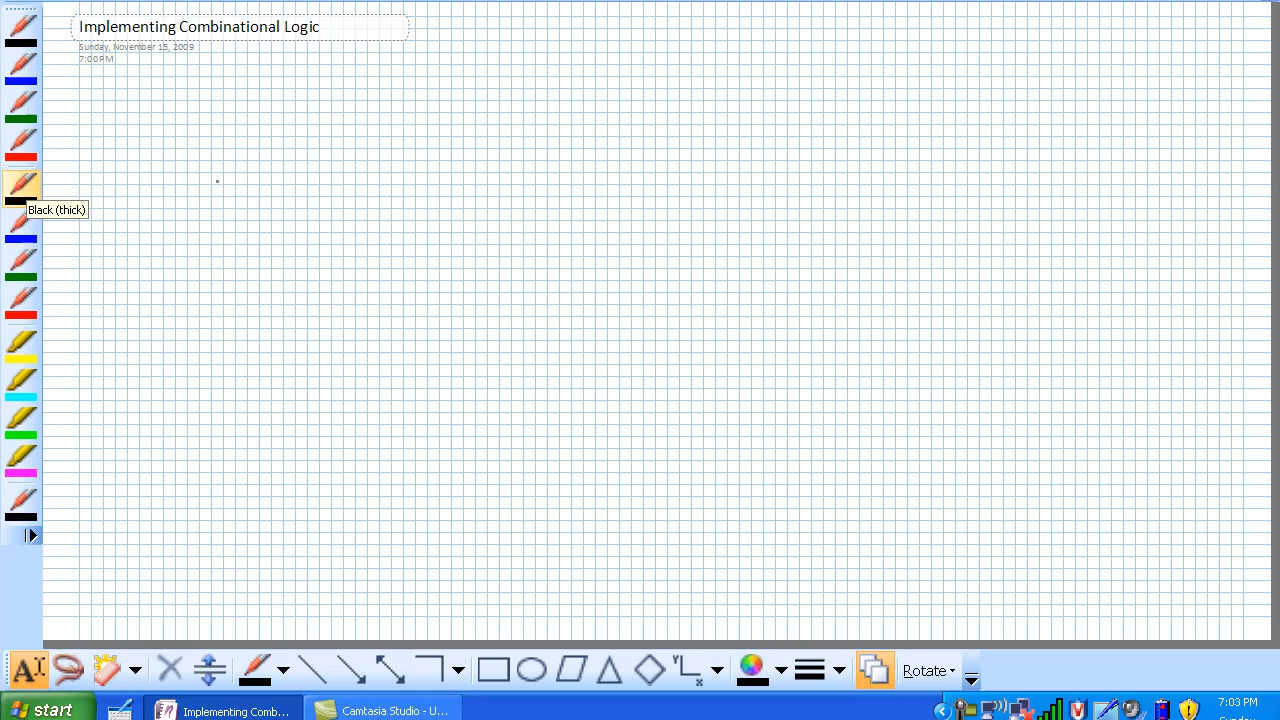 Implementing Combinational Logic
Sunday, November 15, 2009
7:00 PM
Black (thick)
Rotate
start
Implementing Comb...
Camtasia Studio - U...
7:03 PM
Sunday